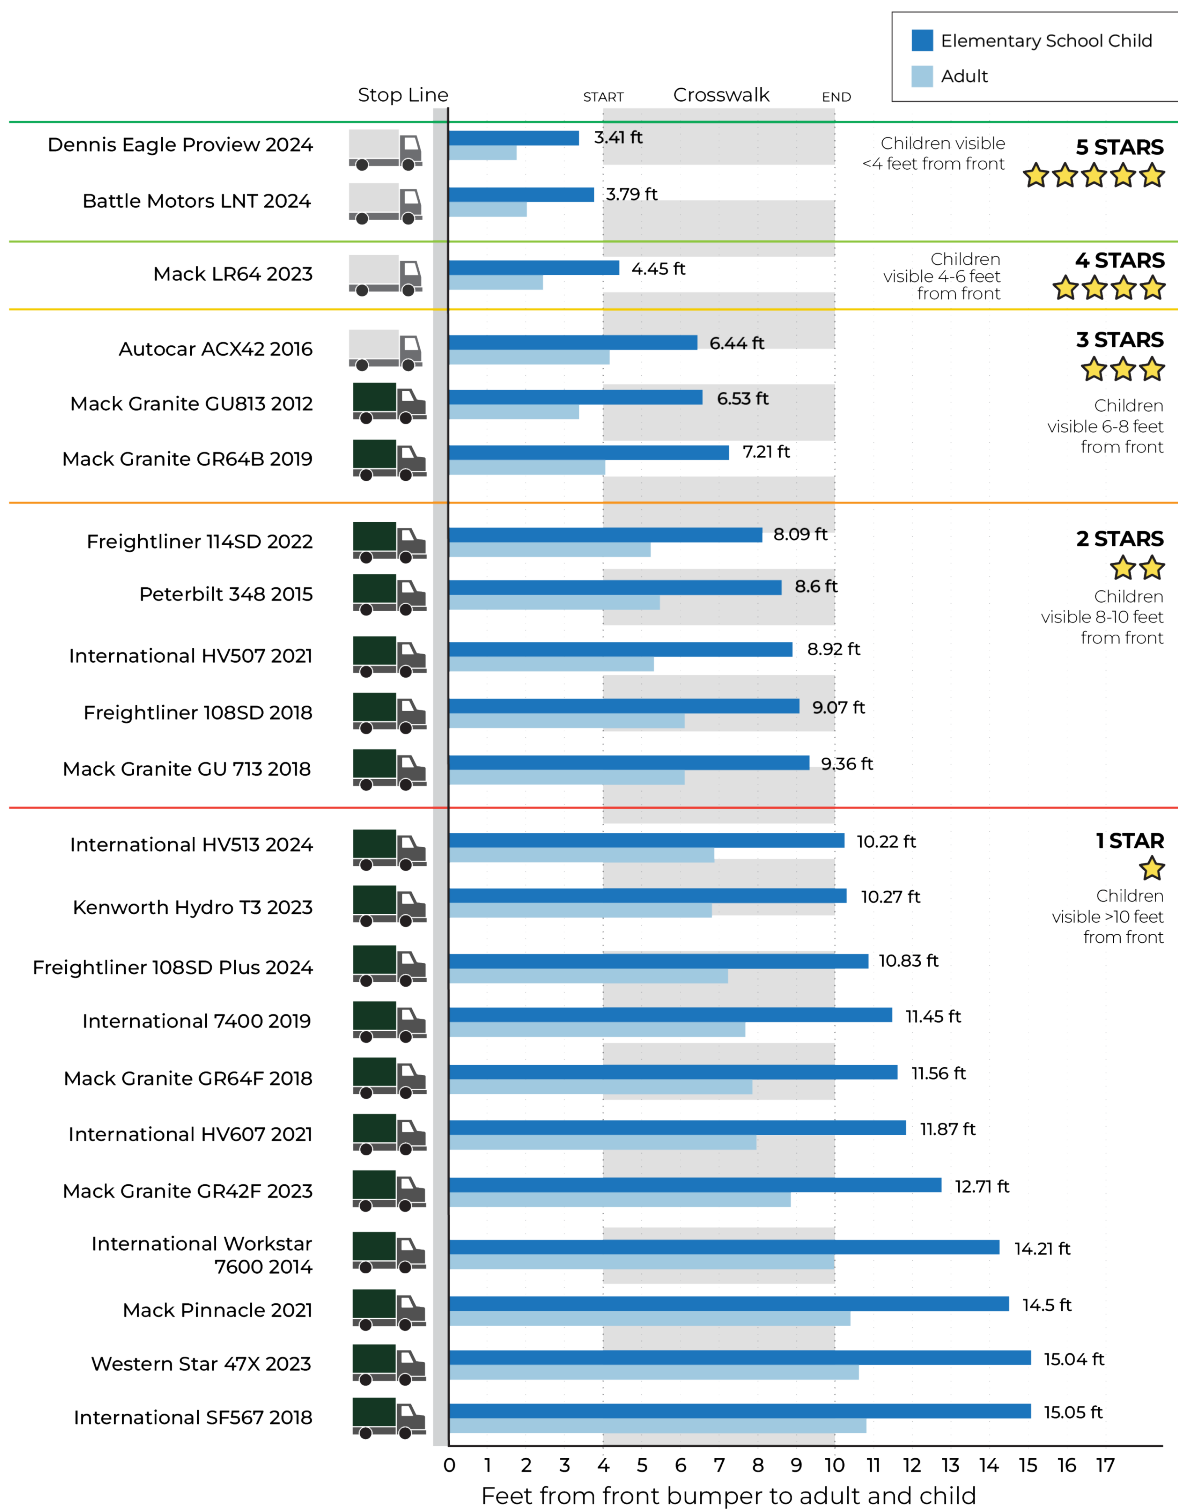 Elementary School Child
Adult
Stop Line
START
Crosswalk
END
Dennis Eagle Proview 2024
3.41 ft
Children visible
<4 feet from front
5 STARS
Battle Motors LNT 2024
3.79 ft
Mack LR64 2023
4.45 ft
Children
visible 4-6 feet
from front
4 STARS
Autocar ACX42 2016
6.44 ft
3 STARS
Children
visible 6-8 feet
from front
Mack Granite GU813 2012
6.53 ft
Mack Granite GR64B 2019
7.21 ft
Freightliner 114SD 2022
8.09 ft
2 STARS
Children
visible 8-10 feet
from front
Peterbilt 348 2015
8.6 ft
International HV507 2021
8.92 ft
Freightliner 108SD 2018
9.07 ft
Mack Granite GU 713 2018
9.36 ft
International HV513 2024
10.22 ft
1 STAR
Children
visible >10 feet
from front
Kenworth Hydro T3 2023
10.27 ft
Freightliner 108SD Plus 2024
10.83 ft
International 7400 2019
11.45 ft
Mack Granite GR64F 2018
11.56 ft
International HV607 2021
11.87 ft
Mack Granite GR42F 2023
12.71 ft
International Workstar
7600 2014
14.21 ft
Mack Pinnacle 2021
14.5 ft
Western Star 47X 2023
15.04 ft
International SF567 2018
15.05 ft
0 1 2 3 4 5 6 7 8 9 10 11 12 13 14 15 16 17
Feet from front bumper to adult and child